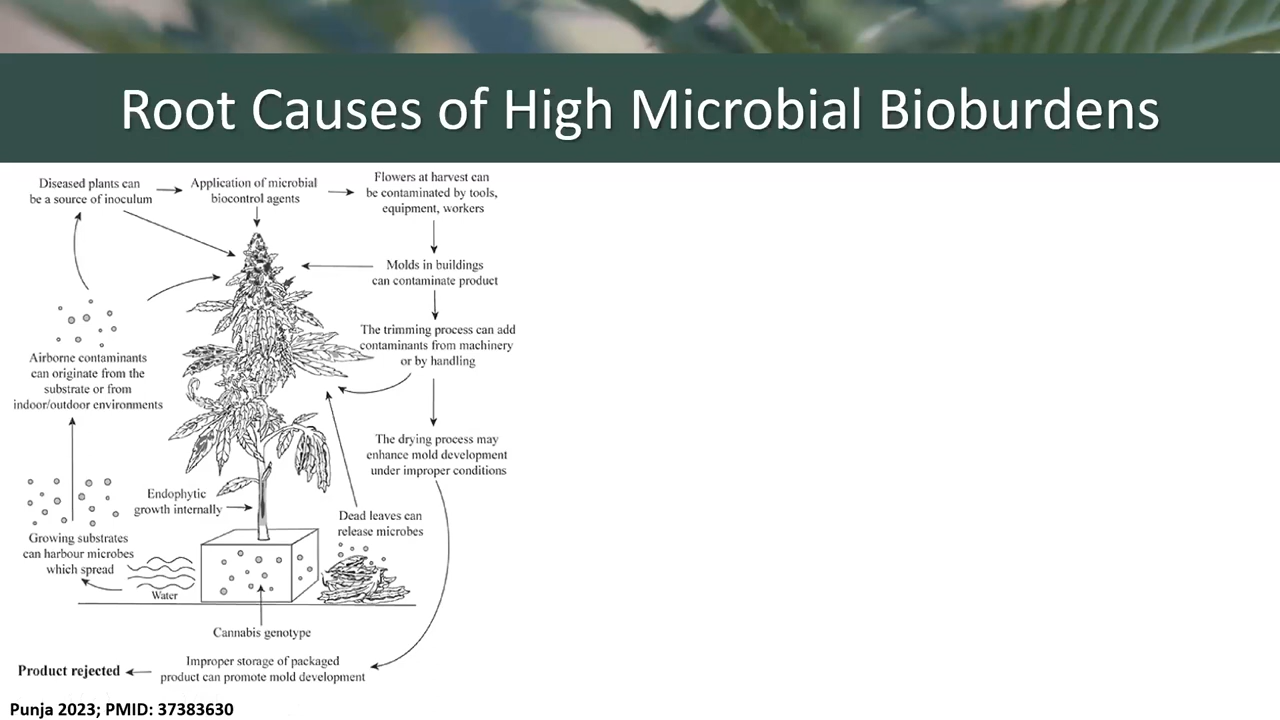 Root Causes of High Microbial Bioburdens
Diseased plants can
be a source of inoculum
Application of microbial
biocontrol agents
Flowers at harvest can
be contaminated by tools,
equipment, workers
Molds in buildings
can contaminate product
The trimming process can add
contaminants from machinery
or by handling
Airborne contaminants
can originate from the
substrate or from
indoor/outdoor environments
The drying process may
enhance mold development
under improper conditions
Endophytic
growth internally
Dead leaves can
release microbes
Growing substrates
can harbour microbes
which spread
Water
Cannabis genotype
Improper storage of packaged
product can promote mold development
Product rejected
Punja 2023; PMID: 37383630